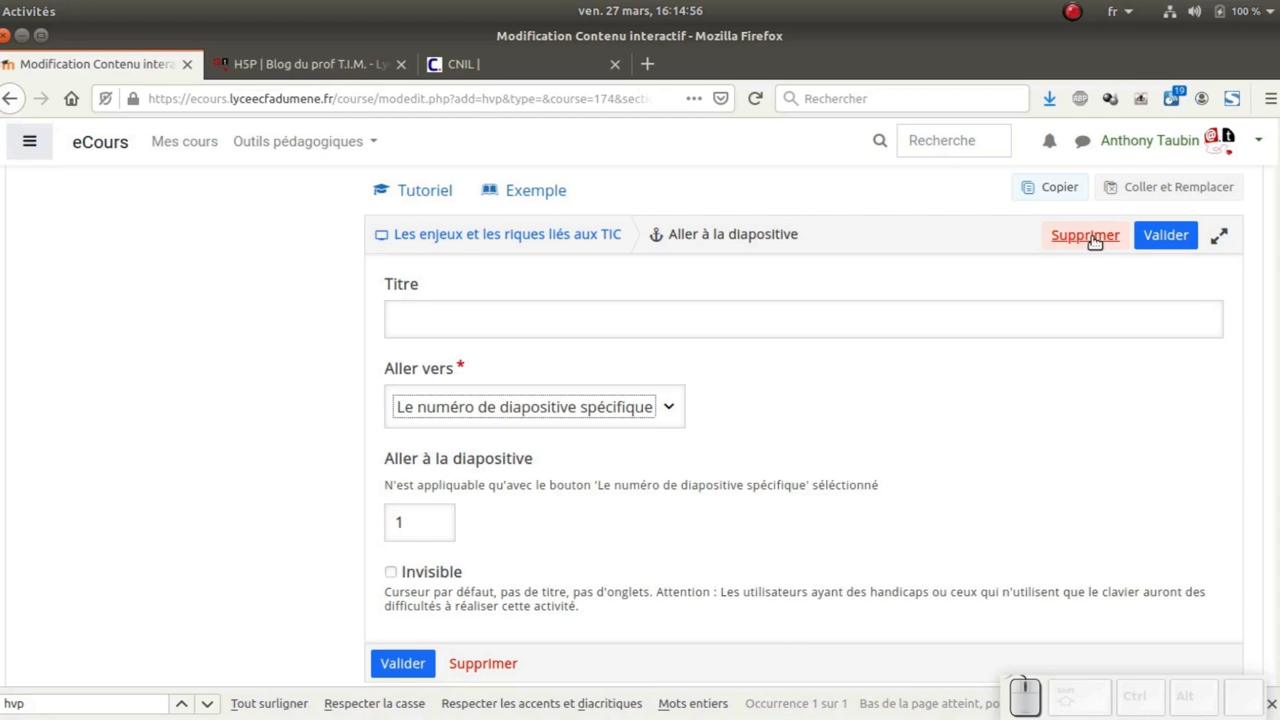 Activités
ven. 27 mars, 16:14:56
fr
100 %
Modification Contenu interactif - Mozilla Firefox
Modification Contenu intera
H5P | Blog du prof T.I.M. - Ly
CNIL |
https://ecours.lyceecfadumene.fr/course/modedit.php?add=hvp&type=&course=174&secti
Rechercher
19
eCours
Mes cours
Outils pédagogiques
Recherche
Anthony Taubin
Tutoriel
Exemple
Copier
Coller et Remplacer
Les enjeux et les riques liés aux TIC
Aller à la diapositive
Supprimer
Valider
Titre
Aller vers *
Le numéro de diapositive spécifique
Aller à la diapositive
N'est appliquable qu'avec le bouton 'Le numéro de diapositive spécifique' séléctionné
1
Invisible
Curseur par défaut, pas de titre, pas d'onglets. Attention : Les utilisateurs ayant des handicaps ou ceux qui n'utilisent que le clavier auront des
difficultés à réaliser cette activité.
Valider
Supprimer
hvp
Tout surligner
Respecter la casse
Respecter les accents et diacritiques
Mots entiers
Occurrence 1 sur 1
Bas de la page atteint, po
Shift
Ctrl
Alt